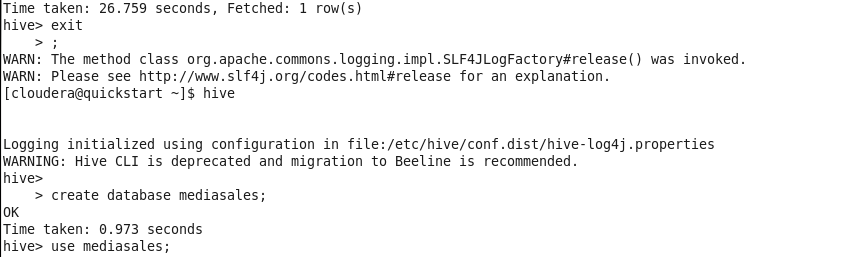 Time taken: 26.759 seconds, Fetched: 1 row(s)
hive> exit
    > ;
WARN: The method class org.apache.commons.logging.impl.SLF4JLogFactory#release() was invoked.
WARN: Please see http://www.slf4j.org/codes.html#release for an explanation.
[cloudera@quickstart ~]$ hive
Logging initialized using configuration in file:/etc/hive/conf.dist/hive-log4j.properties
WARNING: Hive CLI is deprecated and migration to Beeline is recommended.
hive>
    > create database mediasales;
OK
Time taken: 0.973 seconds
hive> use mediasales;